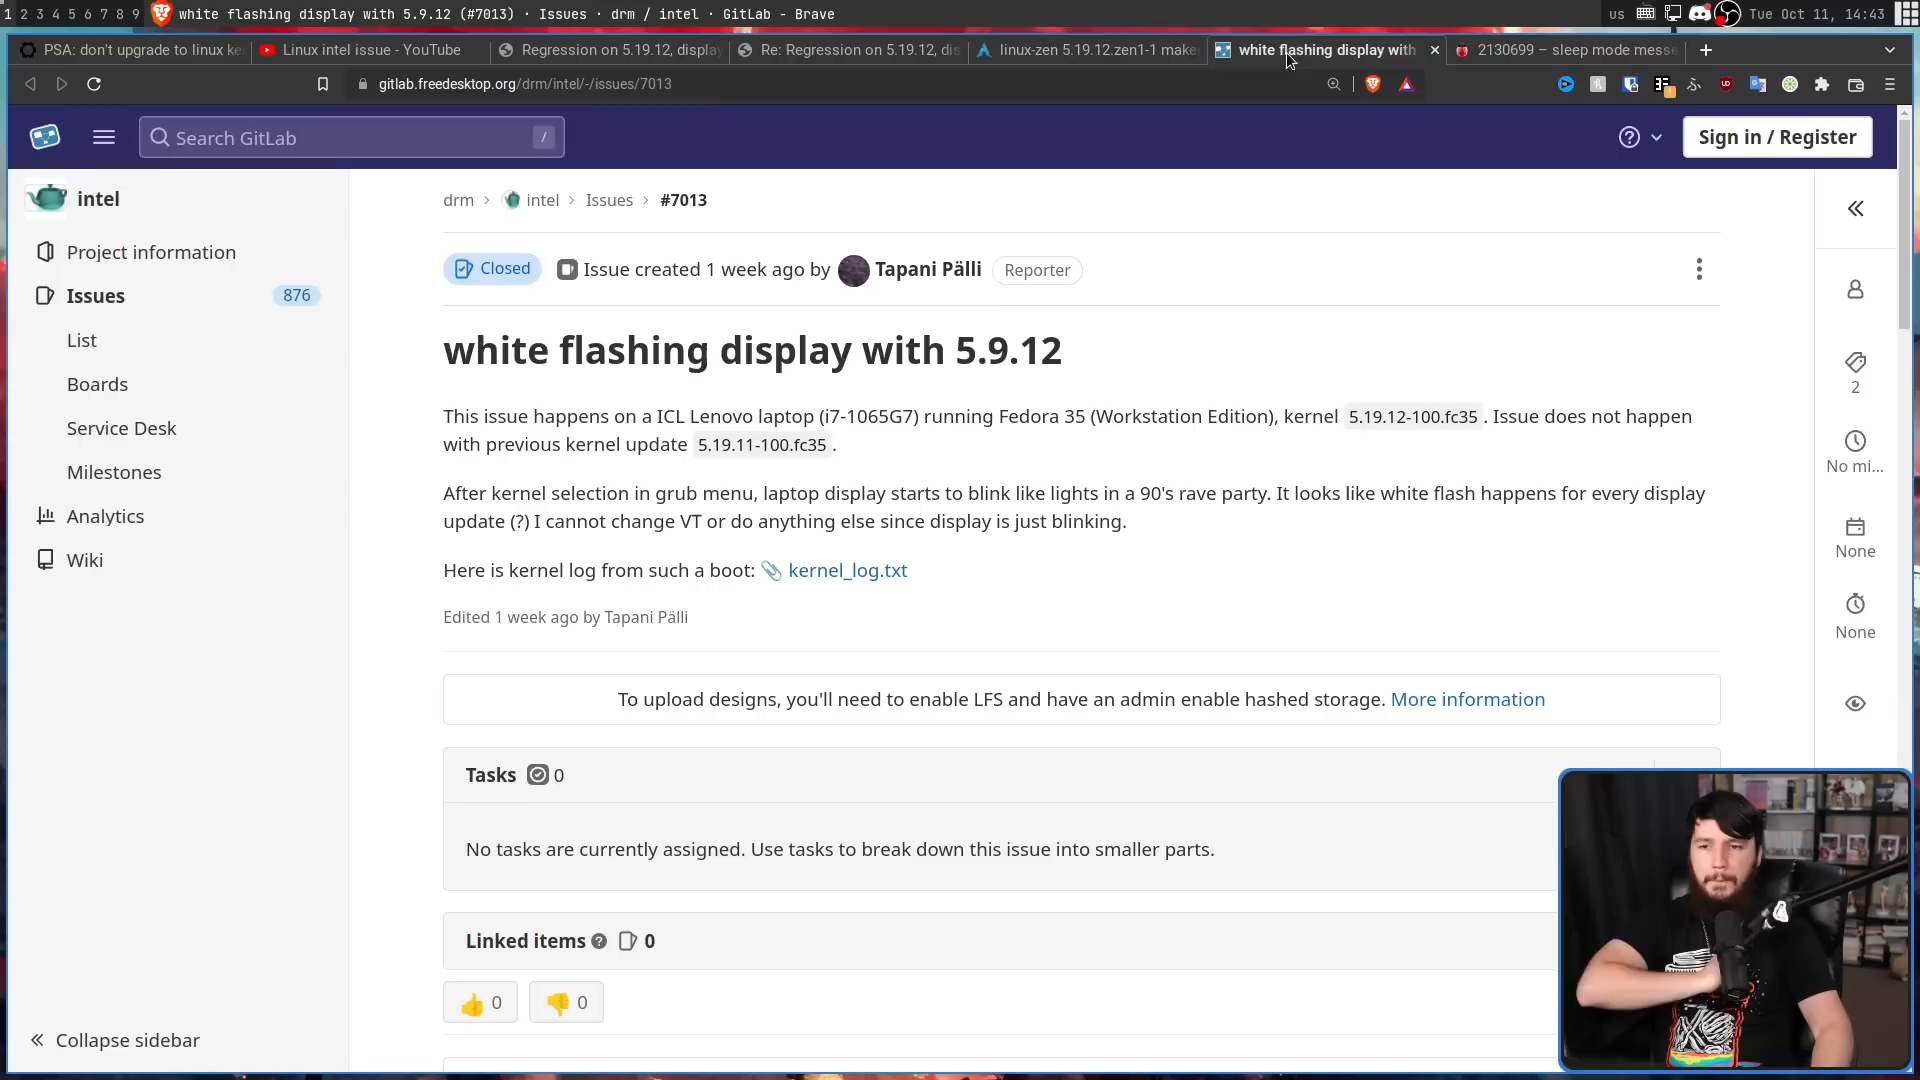 1 2 3 4 5 6 7 8 9 white flashing display with 5.9.12 (#7013) · Issues · drm / intel · GitLab - Brave us Tue Oct 11, 14:43
PSA: don't upgrade to linux ke Linux intel issue - YouTube Regression on 5.19.12, display Re: Regression on 5.19.12, dis linux-zen 5.19.12.zen1-1 make white flashing display with 2130699 – sleep mode messe
gitlab.freedesktop.org/drm/intel/-/issues/7013
Search GitLab /
Sign in / Register
intel
Project information
Issues 876
List
Boards
Service Desk
Milestones
Analytics
Wiki
Collapse sidebar
drm > intel > Issues > #7013
Closed Issue created 1 week ago by Tapani Pälli Reporter
white flashing display with 5.9.12
This issue happens on a ICL Lenovo laptop (i7-1065G7) running Fedora 35 (Workstation Edition), kernel 5.19.12-100.fc35 . Issue does not happen
with previous kernel update 5.19.11-100.fc35 .
After kernel selection in grub menu, laptop display starts to blink like lights in a 90's rave party. It looks like white flash happens for every display
update (?) I cannot change VT or do anything else since display is just blinking.
Here is kernel log from such a boot: kernel_log.txt
Edited 1 week ago by Tapani Pälli
To upload designs, you'll need to enable LFS and have an admin enable hashed storage. More information
Tasks 0
No tasks are currently assigned. Use tasks to break down this issue into smaller parts.
Linked items 0
0 0
2
No mi...
None
None